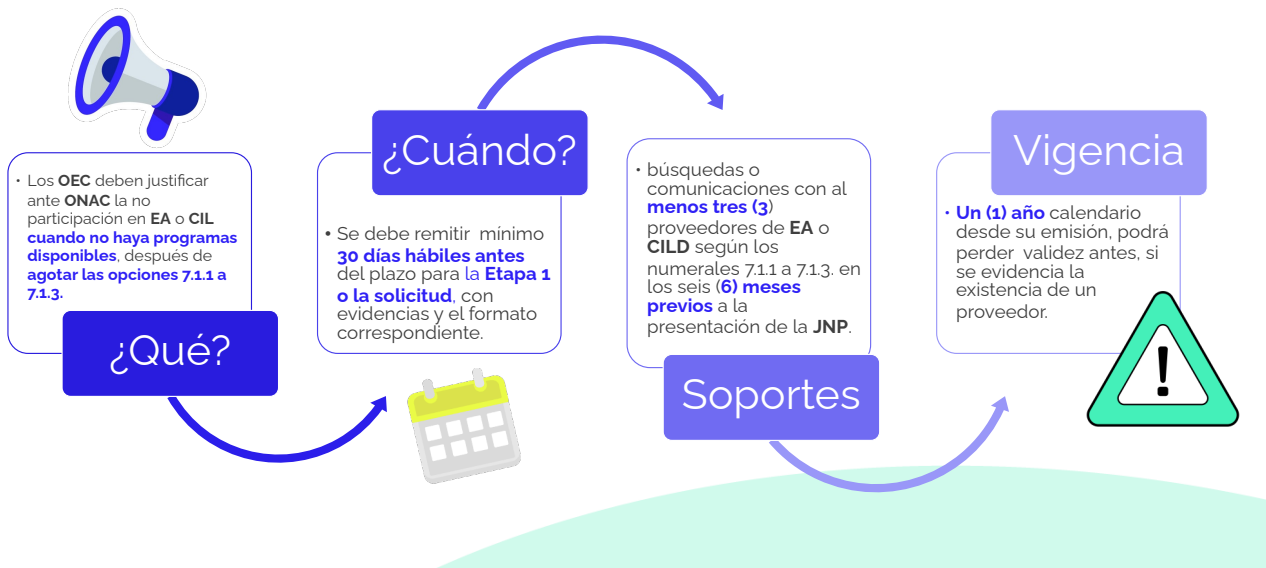 • Los OEC deben justificar
ante ONAC la no
participación en EA o CIL
cuando no haya programas
disponibles, después de
agotar las opciones 7.1.1 a
7.1.3.
¿Qué?
¿Cuándo?
• Se debe remitir mínimo
30 días hábiles antes
del plazo para la Etapa 1
o la solicitud, con
evidencias y el formato
correspondiente.
• búsquedas o
comunicaciones con al
menos tres (3)
proveedores de EA o
CILD según los
numerales 7.1.1 a 7.1.3. en
los seis (6) meses
previos a la
presentación de la JNP.
Soportes
Vigencia
• Un (1) año calendario
desde su emisión, podrá
perder validez antes, si
se evidencia la
existencia de un
proveedor.
!